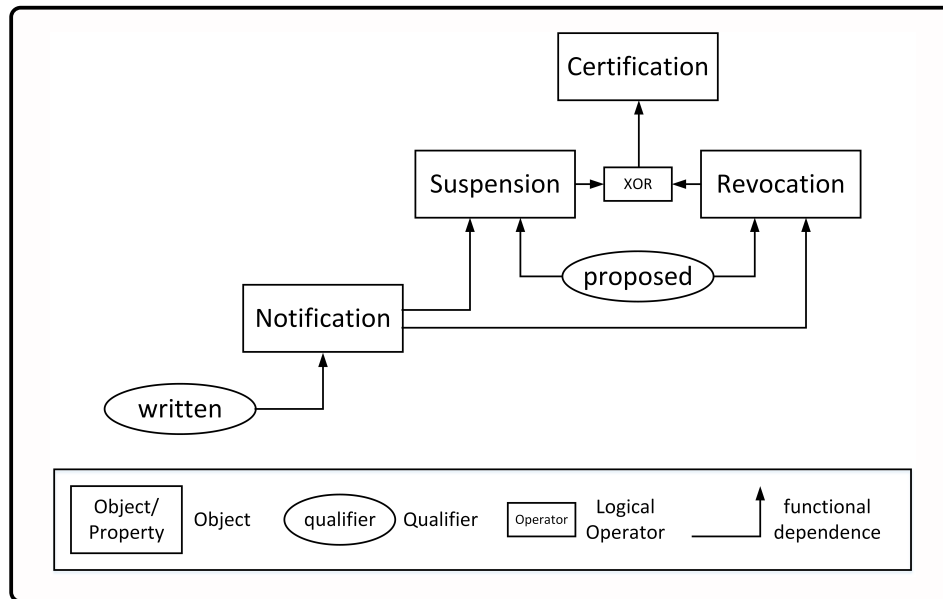 Certification
Suspension
XOR
Revocation
proposed
Notification
written
Object/
Property
Object
qualifier
Qualifier
Operator
Logical
Operator
functional
dependence